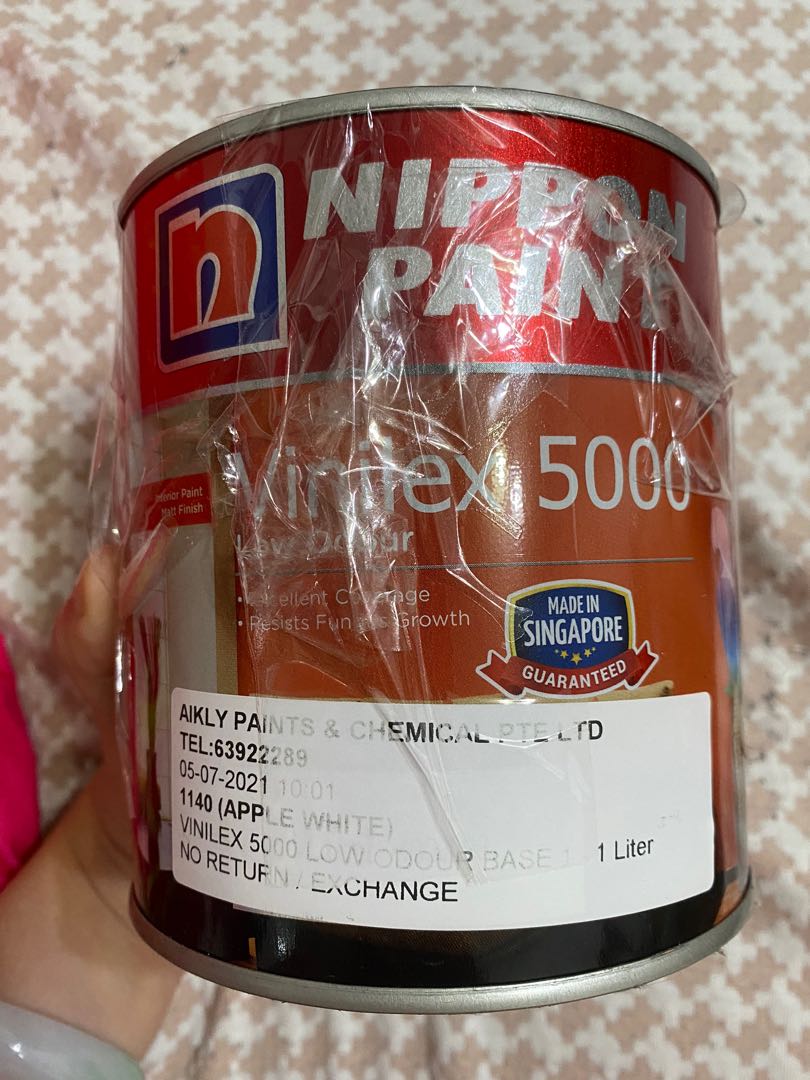 n
NIPPON
PAINT
Interior Paint
Matt Finish
Vinilex 5000
Low Odour
• Excellent Coverage
• Resists Fungus Growth
MADE IN
SINGAPORE
GUARANTEED
AIKLY PAINTS & CHEMICAL PTE LTD
TEL:63922289
05-07-2021 10:01
1140 (APPLE WHITE)
VINILEX 5000 LOW ODOUR BASE 1 Liter
NO RETURN / EXCHANGE